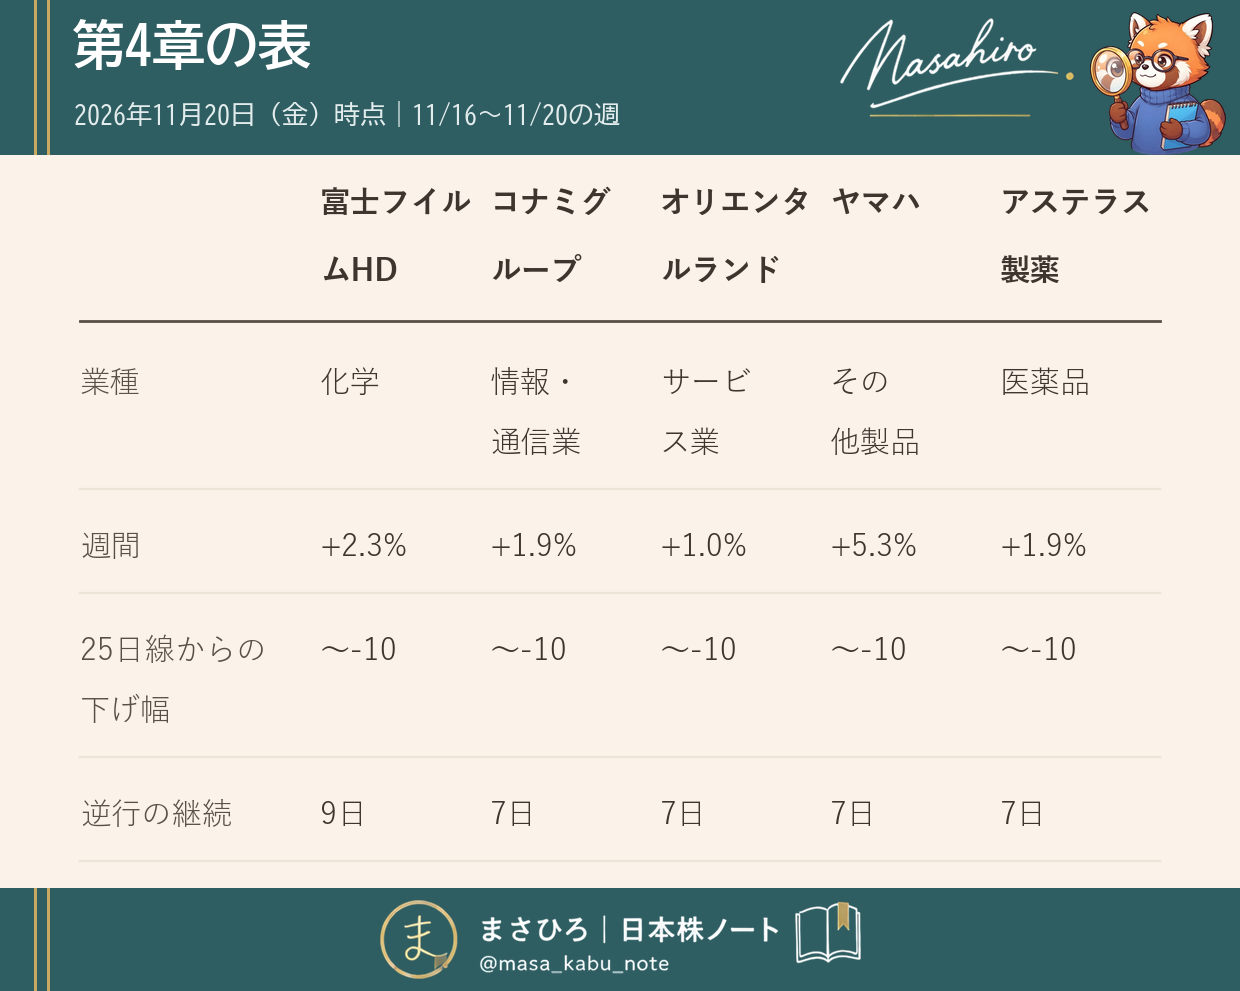 第4章の表
2026年11月20日（金）時点｜11/16〜11/20の週
Masahiro
富士フイル コナミグ オリエンタ ヤマハ アステラス
ムHD ループ ルランド 製薬
業種 化学 情報・ サービ その 医薬品
通信業 ス業 他製品
週間 +2.3% +1.9% +1.0% +5.3% +1.9%
25日線からの 〜-10 〜-10 〜-10 〜-10 〜-10
下げ幅
逆行の継続 9日 7日 7日 7日 7日
ま
まさひろ｜日本株ノート
@masa_kabu_note